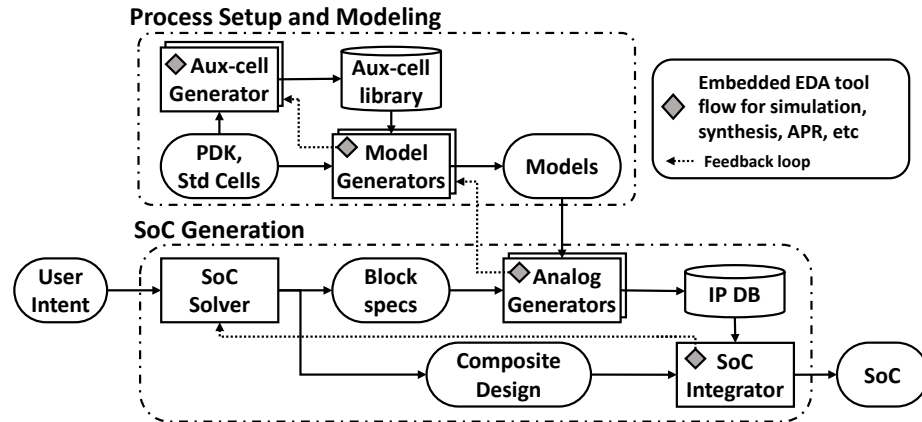 Process Setup and Modeling
Aux-cell
Generator
Aux-cell
library
PDK,
Std Cells
Model
Generators
Models
Embedded EDA tool
flow for simulation,
synthesis, APR, etc
Feedback loop
SoC Generation
User
Intent
SoC
Solver
Block
specs
Analog
Generators
IP DB
Composite
Design
SoC
Integrator
SoC